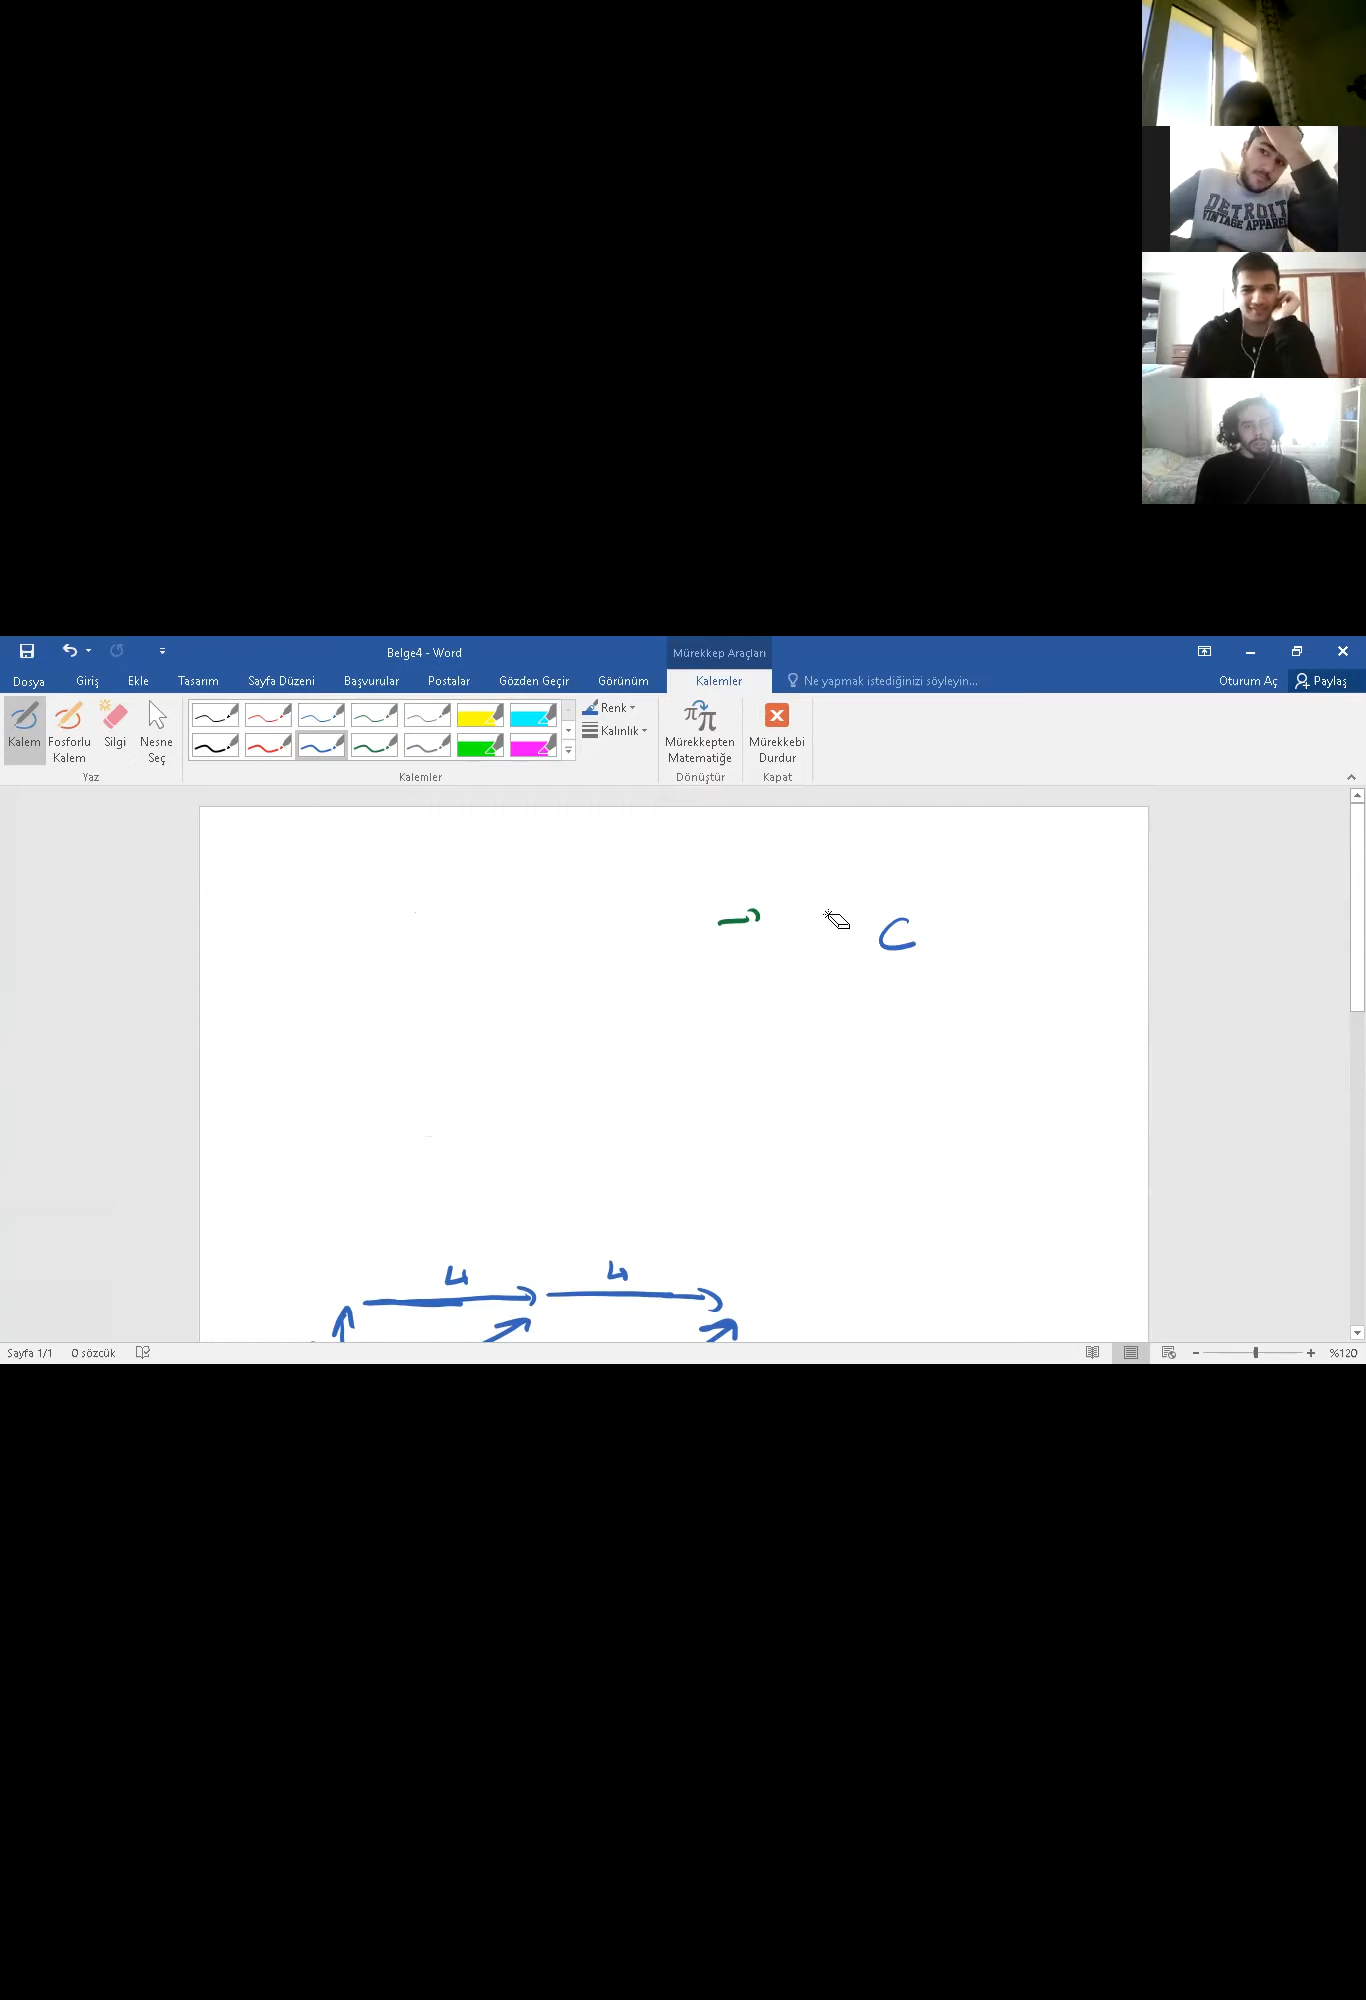 DETROIT
VINTAGE APPAREL
Belge4 - Word
Mürekkep Araçları
Dosya Giriş Ekle Tasarım Sayfa Düzeni Başvurular Postalar Gözden Geçir Görünüm Kalemler Ne yapmak istediğinizi söyleyin... Oturum Aç Paylaş
Kalem Fosforlu Kalem Silgi Nesne Seç
Renk
Kalınlık
Mürekkepten Matematiğe
Mürekkebi Durdur
Yaz Kalemler Dönüştür Kapat
C
4 4
Sayfa 1/1 0 sözcük %120